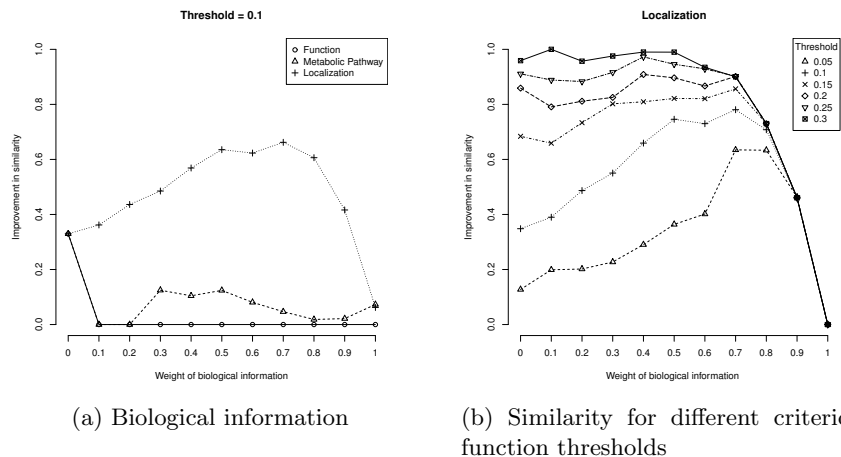 Threshold = 0.1
Function
Metabolic Pathway
Localization
Improvement in similarity
1.0
0.8
0.6
0.4
0.2
0.0
0 0.1 0.2 0.3 0.4 0.5 0.6 0.7 0.8 0.9 1
Weight of biological information
(a) Biological information
Localization
Threshold
0.05
0.1
0.15
0.2
0.25
0.3
Improvement in similarity
1.0
0.8
0.6
0.4
0.2
0.0
0 0.1 0.2 0.3 0.4 0.5 0.6 0.7 0.8 0.9 1
Weight of biological information
(b) Similarity for different criteria
function thresholds